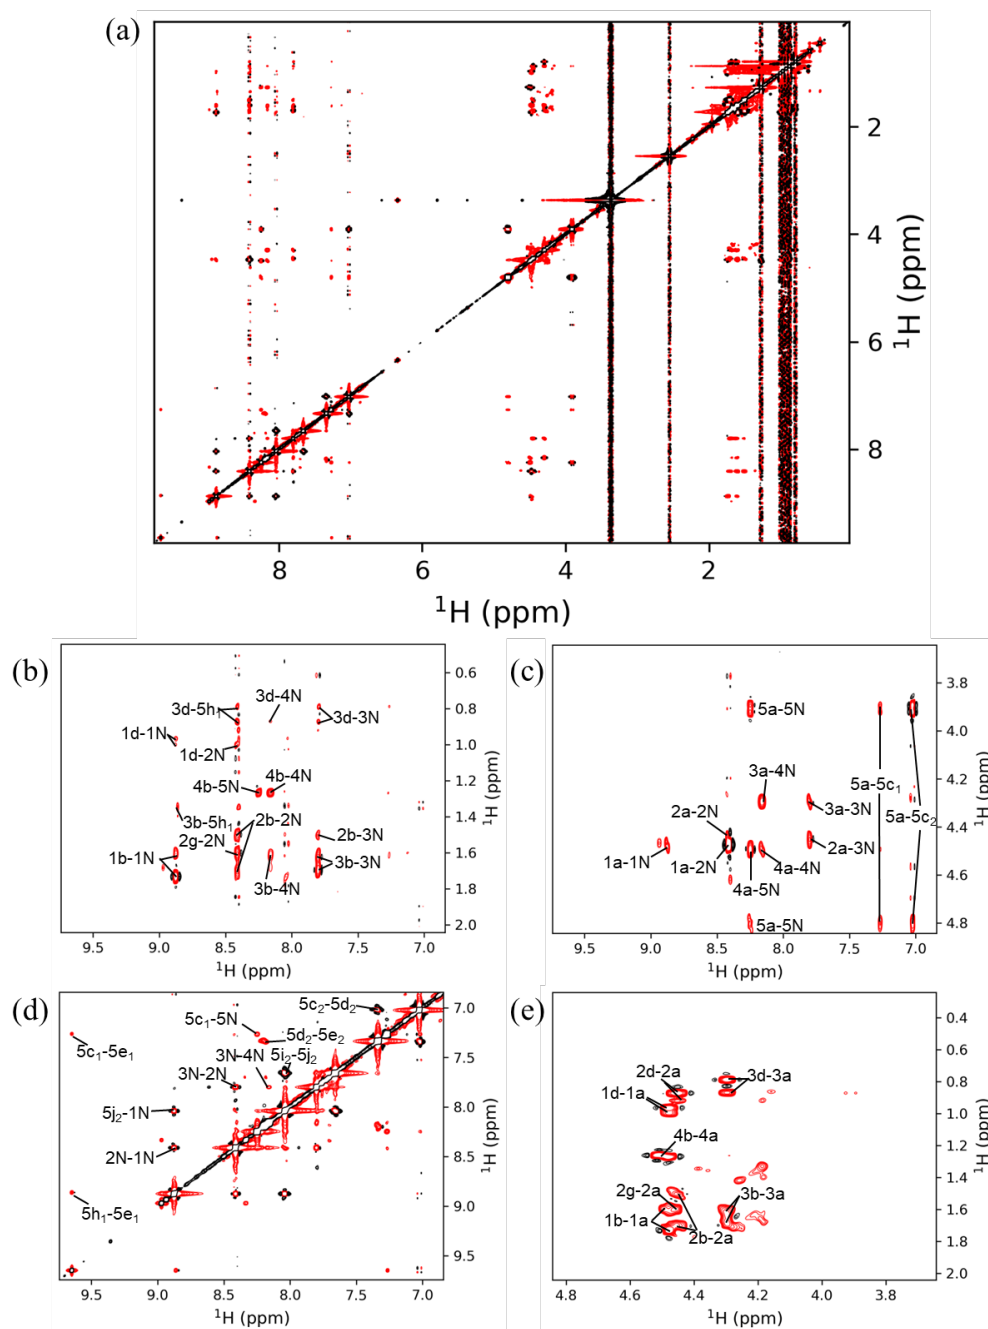 (a)
2
4
6
8
¹H (ppm)
8 6 4 2
¹H (ppm)
(b)
3d-5h₁
3d-4N
3d-3N
1d-1N
1d-2N
4b-5N
4b-4N
3b-5h₁
2b-2N
2g-2N
2b-3N
1b-1N
3b-3N
3b-4N
0.6
0.8
1.0
1.2
1.4
1.6
1.8
2.0
¹H (ppm)
9.5 9.0 8.5 8.0 7.5 7.0
¹H (ppm)
(c)
5a-5N
3a-4N
3a-3N
5a-5c₁
5a-5c₂
2a-2N
2a-3N
1a-1N
1a-2N
4a-4N
4a-5N
5a-5N
3.8
4.0
4.2
4.4
4.6
4.8
¹H (ppm)
9.5 9.0 8.5 8.0 7.5 7.0
¹H (ppm)
(d)
5c₂-5d₂
5c₁-5N
5d₂-5e₂
5c₁-5e₁
3N-4N
5i₂-5j₂
3N-2N
5j₂-1N
2N-1N
5h₁-5e₁
7.0
7.5
8.0
8.5
9.0
9.5
¹H (ppm)
9.5 9.0 8.5 8.0 7.5 7.0
¹H (ppm)
(e)
2d-2a
3d-3a
1d-1a
4b-4a
2g-2a
3b-3a
1b-1a
2b-2a
0.4
0.6
0.8
1.0
1.2
1.4
1.6
1.8
2.0
¹H (ppm)
4.8 4.6 4.4 4.2 4.0 3.8
¹H (ppm)